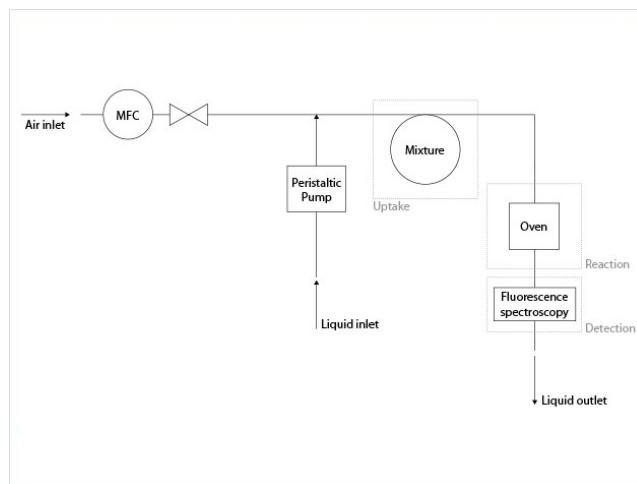 MFC
Air inlet
Mixture
Peristaltic
Pump
Uptake
Oven
Reaction
Fluorescence
spectroscopy
Detection
Liquid inlet
Liquid outlet